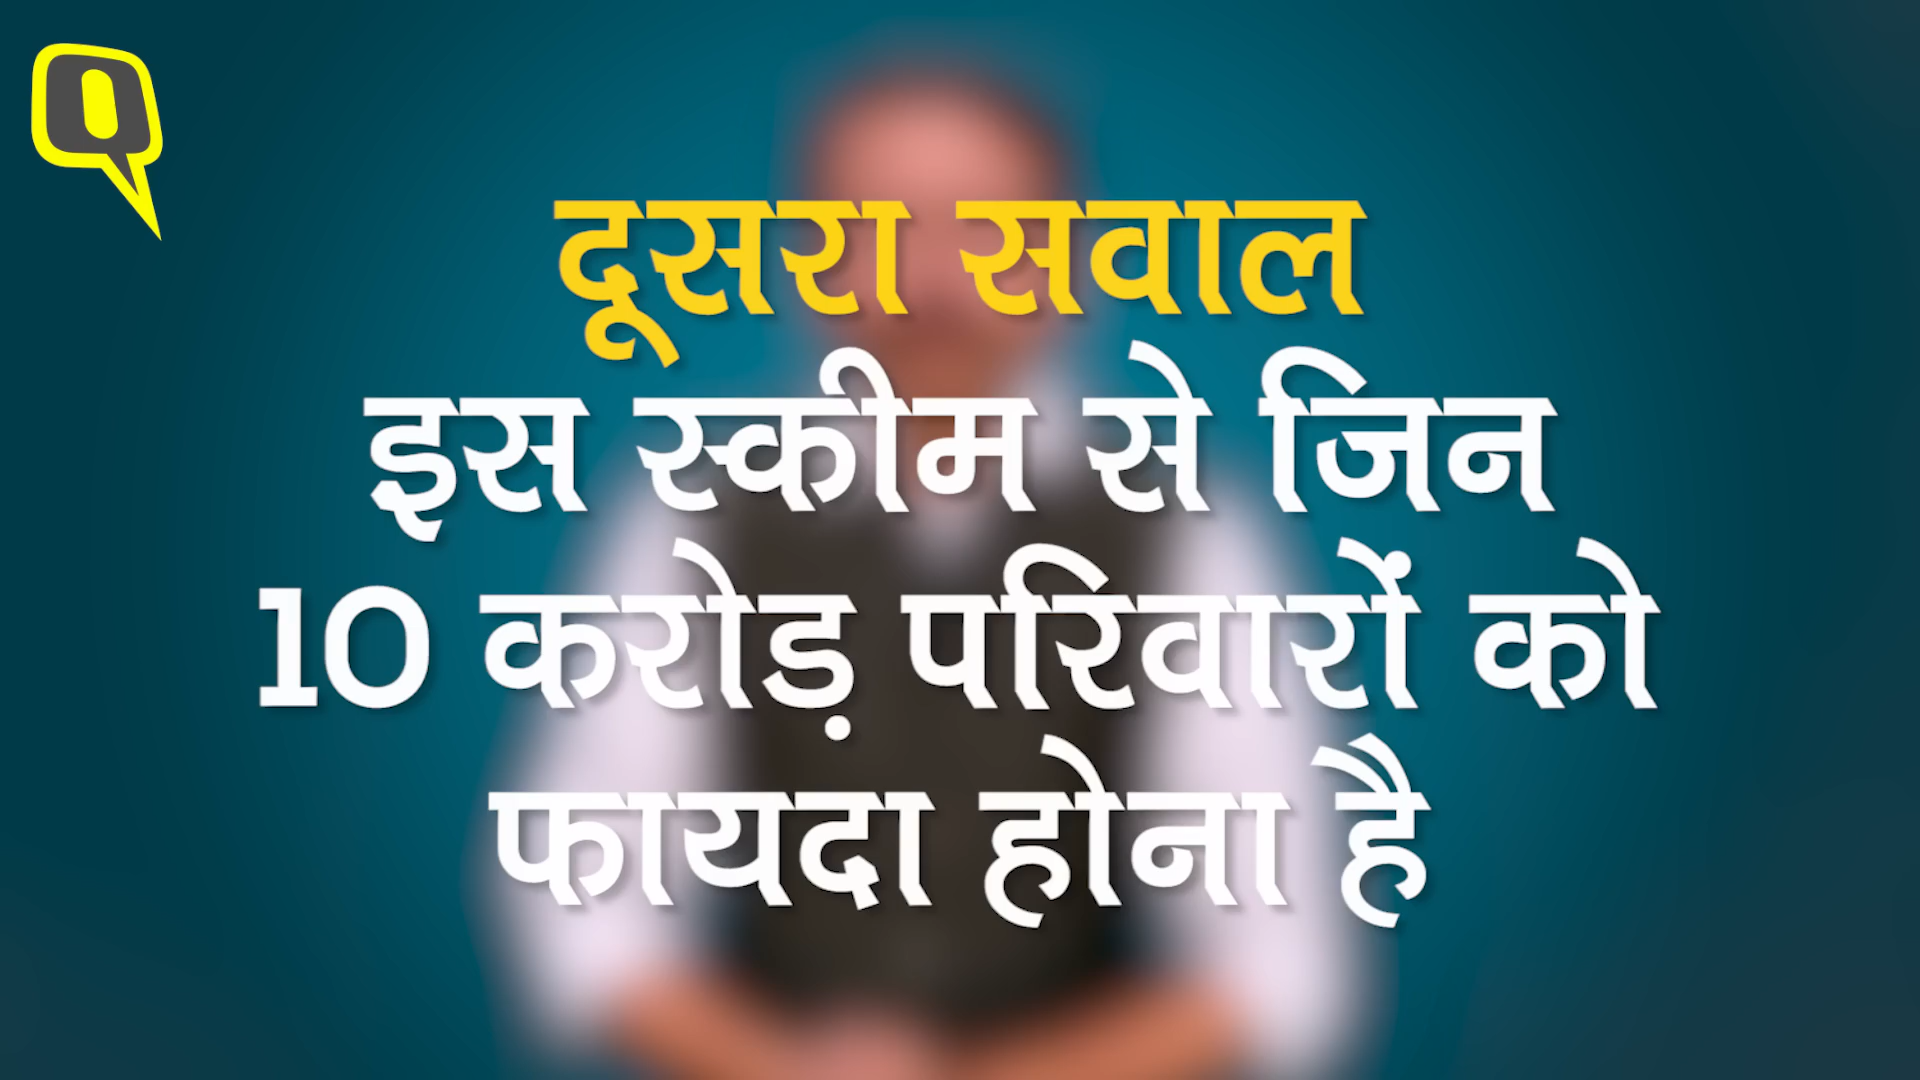 दूसरा सवाल
इस स्कीम से जिन
10 करोड़ परिवारों को
फायदा होना है